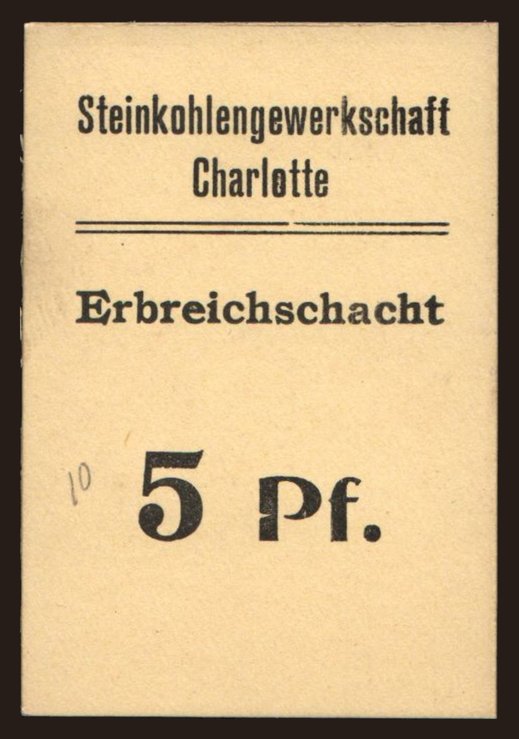 Steinkohlengewerkschaft
Charlotte
Erbreichschacht
10
5 Pf.